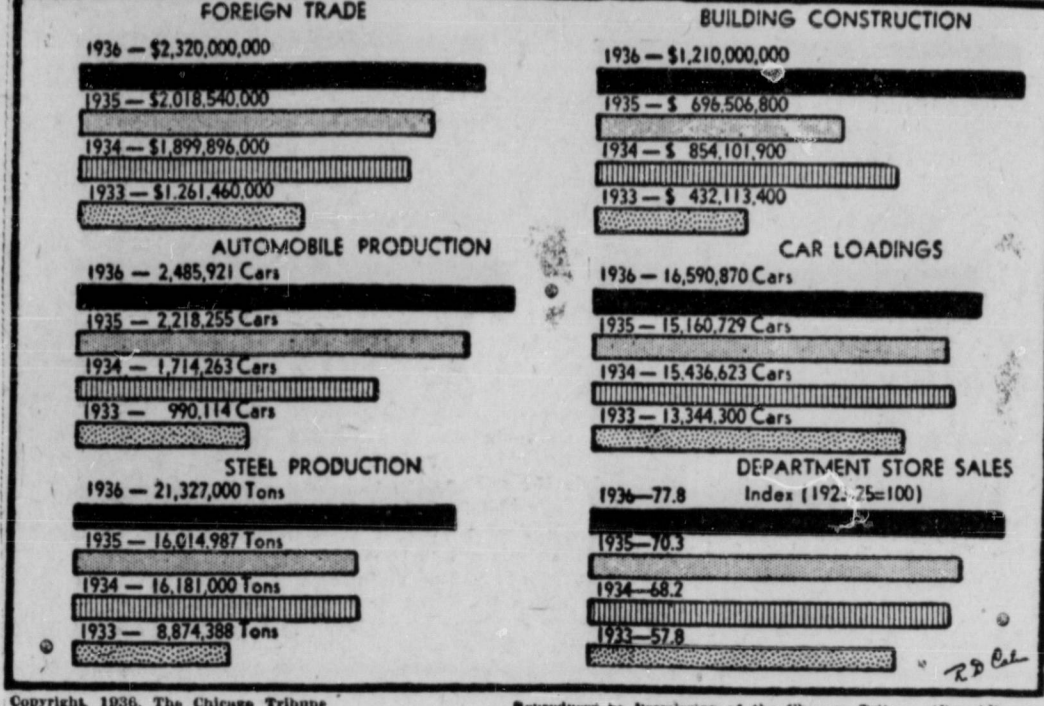 FOREIGN TRADE
1936 — $2,320,000,000
1935 — $2,018,540,000
1934 — $1,899,896,000
1933 — $1,261,460,000
BUILDING CONSTRUCTION
1936 — $1,210,000,000
1935 — $ 696,506,800
1934 — $ 854,101,900
1933 — $ 432,113,400
AUTOMOBILE PRODUCTION
1936 — 2,485,921 Cars
1935 — 2,218,255 Cars
1934 — 1,714,263 Cars
1933 — 990,114 Cars
CAR LOADINGS
1936 — 16,590,870 Cars
1935 — 15,160,729 Cars
1934 — 15,436,623 Cars
1933 — 13,344,300 Cars
STEEL PRODUCTION
1936 — 21,327,000 Tons
1935 — 16,014,987 Tons
1934 — 16,181,000 Tons
1933 — 8,874,388 Tons
DEPARTMENT STORE SALES
Index
1936—77.8
1935—70.3
1934—68.2
1933—57.8
Copyright, 1936, The Chicago Tribune